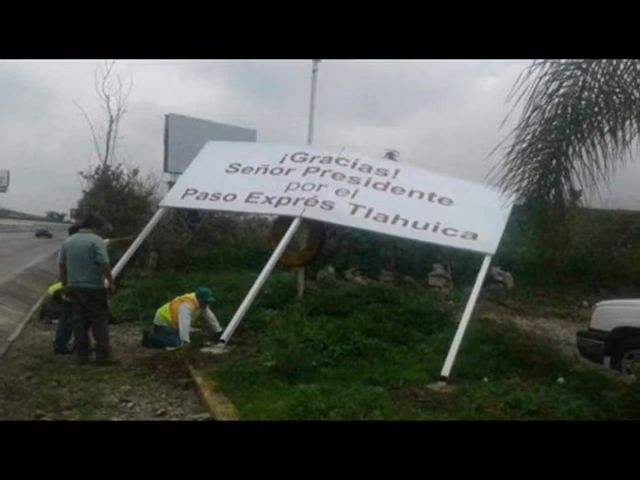 ¡Gracias!
Señor Presidente
por el
Paso Exprés Tlahuica